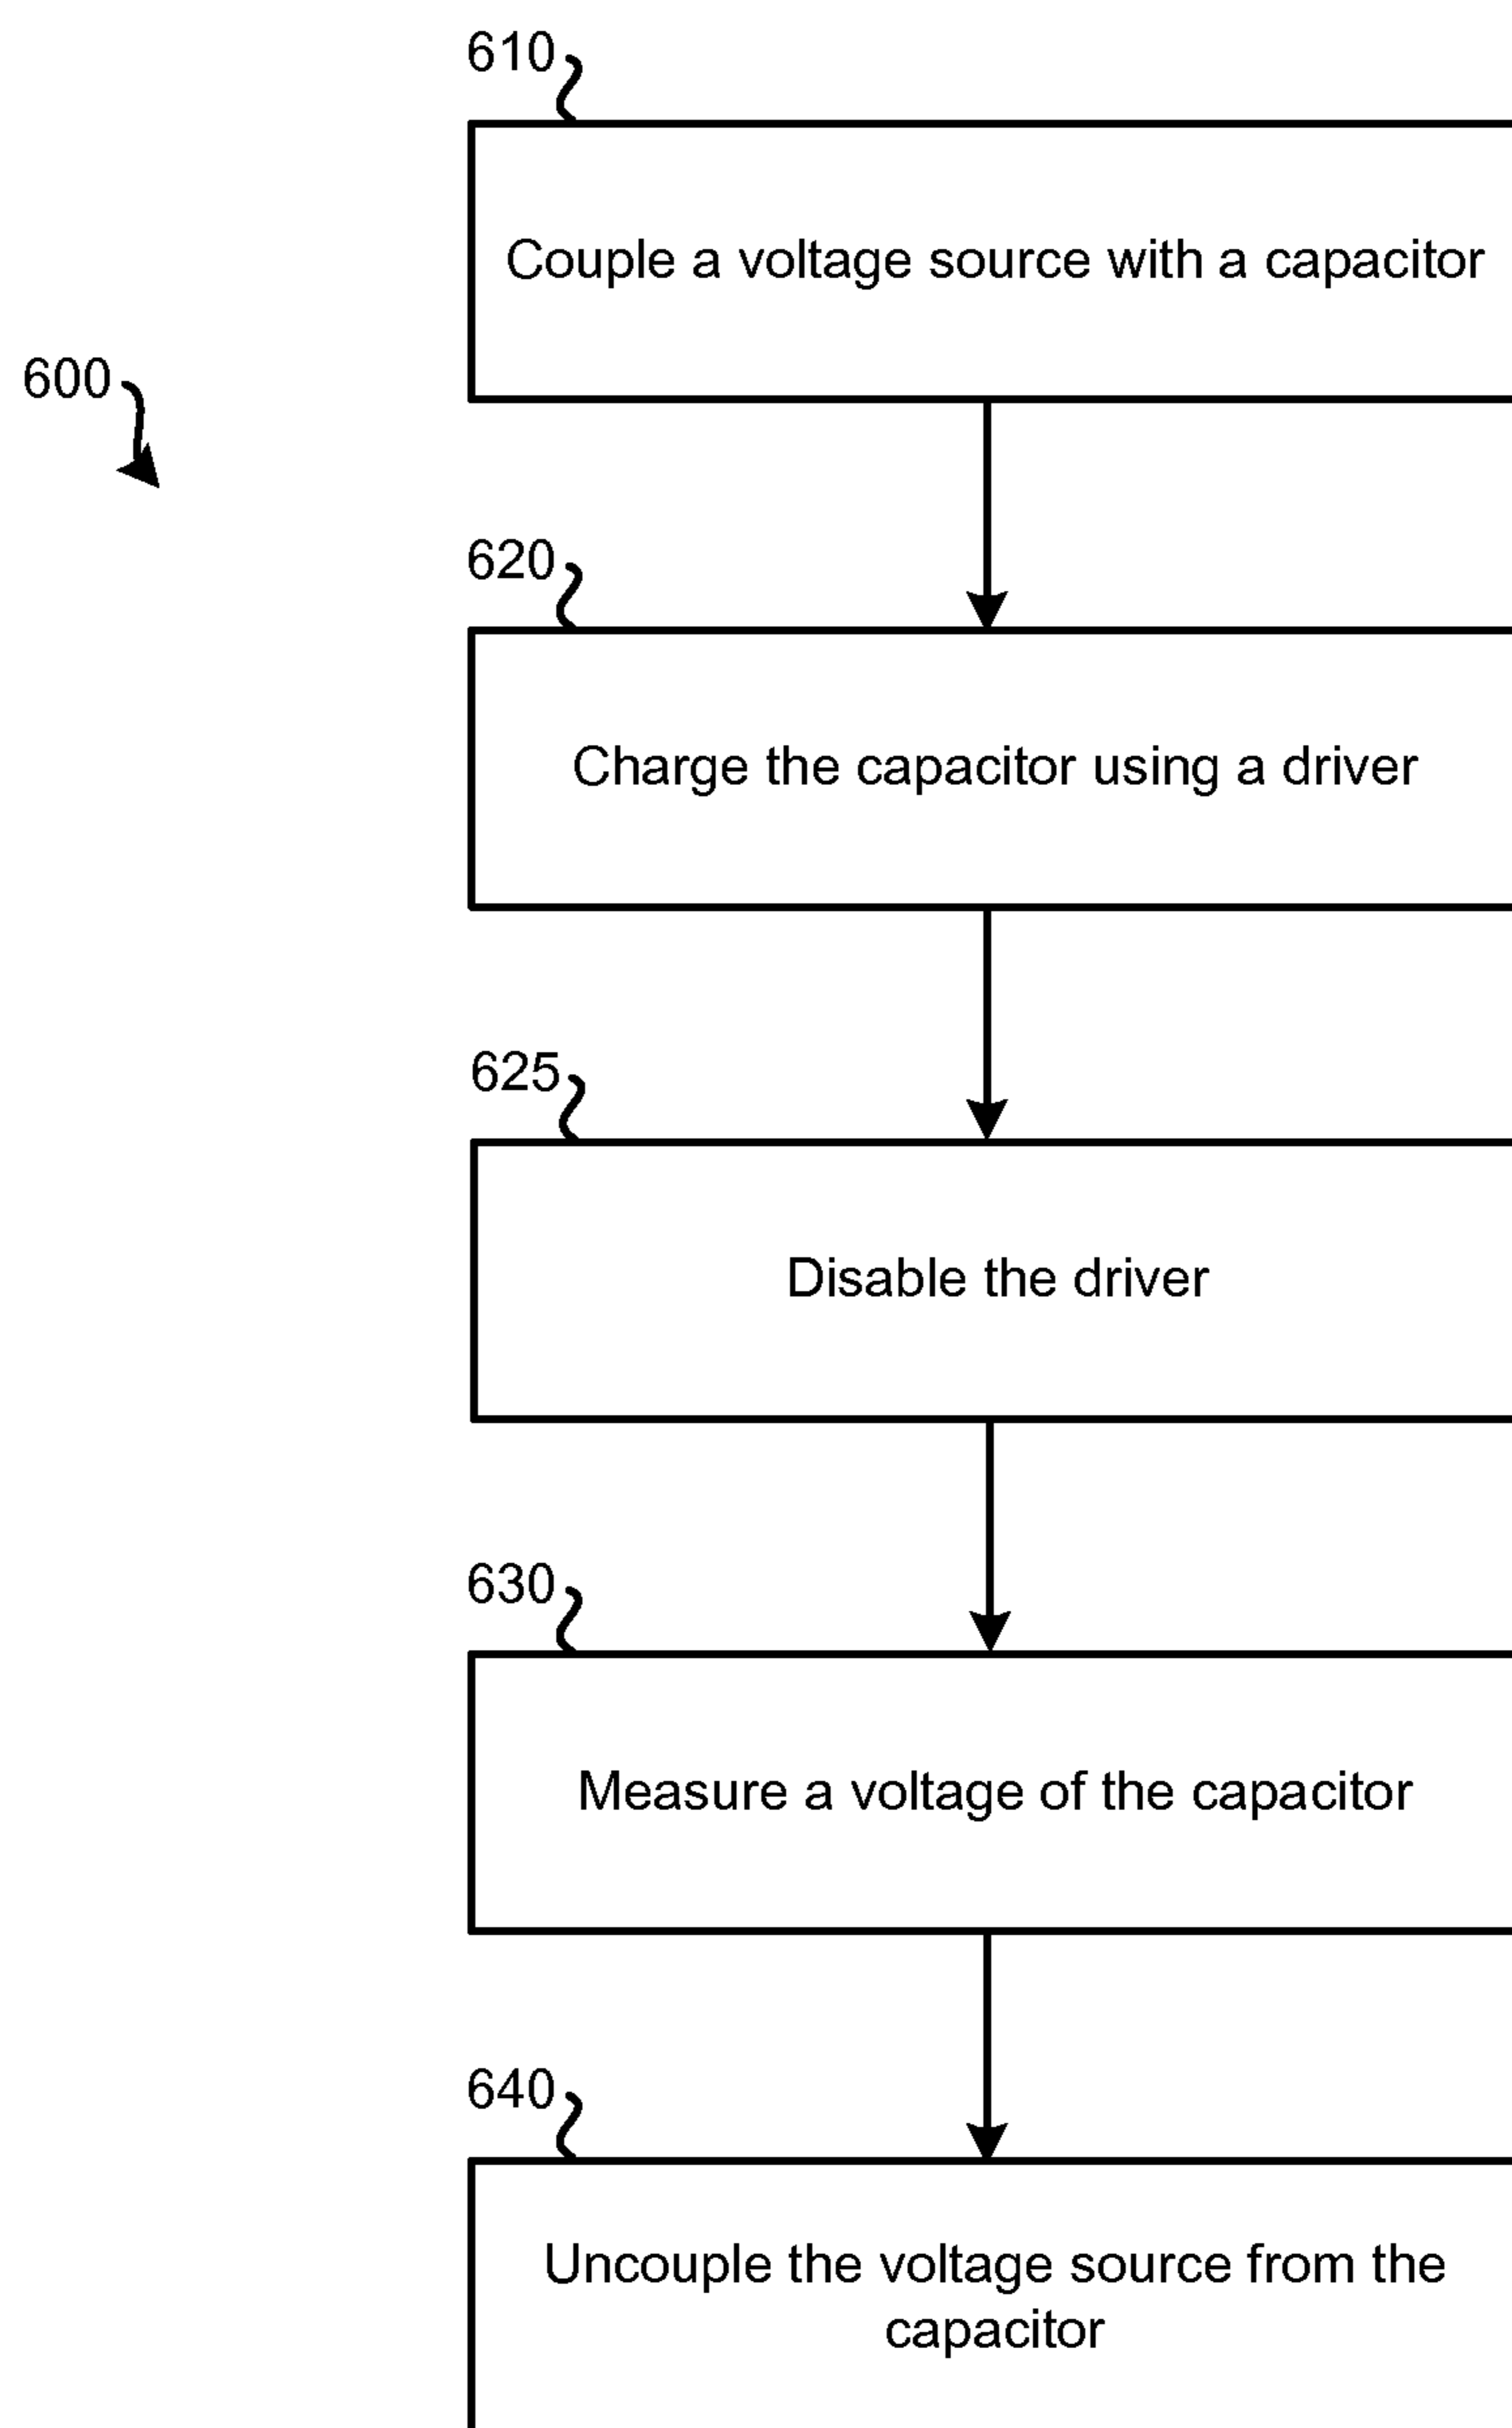 610
Couple a voltage source with a capacitor
600
620
Charge the capacitor using a driver
625
Disable the driver
630
Measure a voltage of the capacitor
640
Uncouple the voltage source from the
capacitor